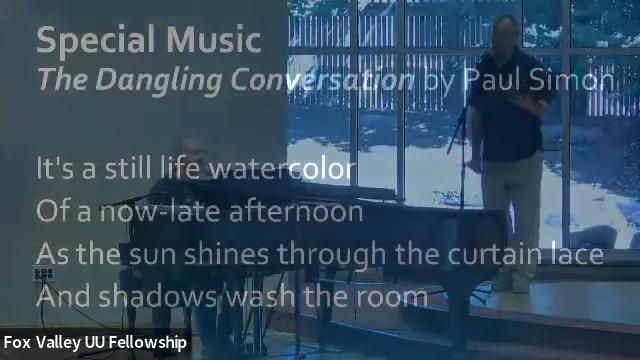 Special Music
The Dangling Conversation by Paul Simon
It's a still life watercolor
Of a now-late afternoon
As the sun shines through the curtain lace
And shadows wash the room
Fox Valley UU Fellowship